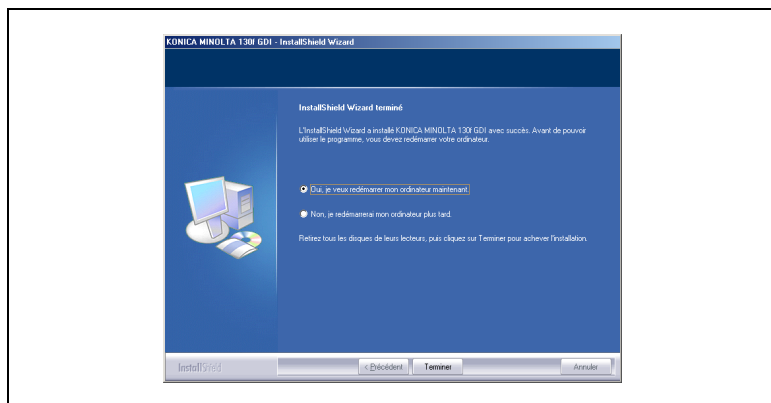 KONICA MINOLTA 130f GDI - InstallShield Wizard
InstallShield Wizard terminé
L'InstallShield Wizard a installé KONICA MINOLTA 130f GDI avec succès. Avant de pouvoir
utiliser le programme, vous devez redémarrer votre ordinateur.
Oui, je veux redémarrer mon ordinateur maintenant.
Non, je redémarrerai mon ordinateur plus tard.
Retirez tous les disques de leurs lecteurs, puis cliquez sur Terminer pour achever l'installation.
InstallShield
< Précédent
Terminer
Annuler